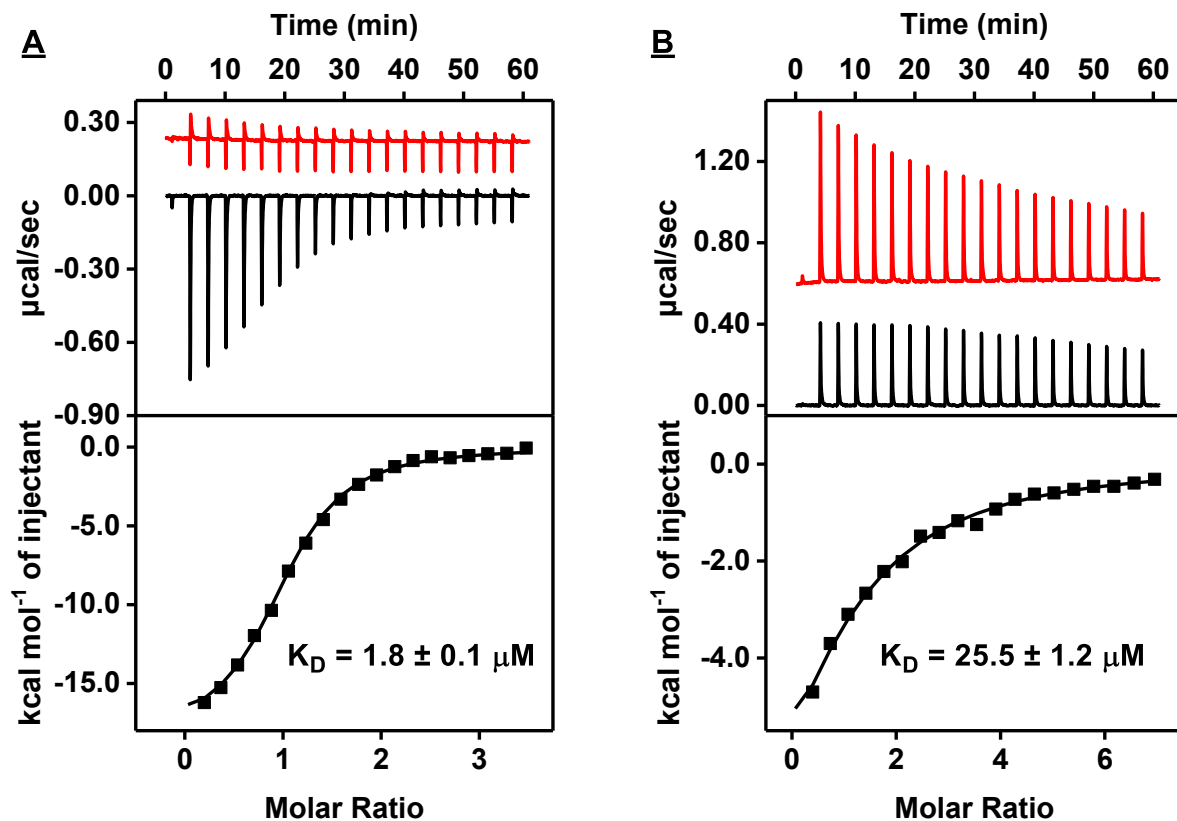 A
Time (min)
0 10 20 30 40 50 60
µcal/sec
0.30
0.00
-0.30
-0.60
-0.90
kcal mol⁻¹ of injectant
0.0
-5.0
-10.0
-15.0
K_D = 1.8 ± 0.1 µM
0 1 2 3
Molar Ratio
B
Time (min)
0 10 20 30 40 50 60
µcal/sec
1.20
0.80
0.40
0.00
kcal mol⁻¹ of injectant
0.0
-2.0
-4.0
K_D = 25.5 ± 1.2 µM
0 2 4 6
Molar Ratio